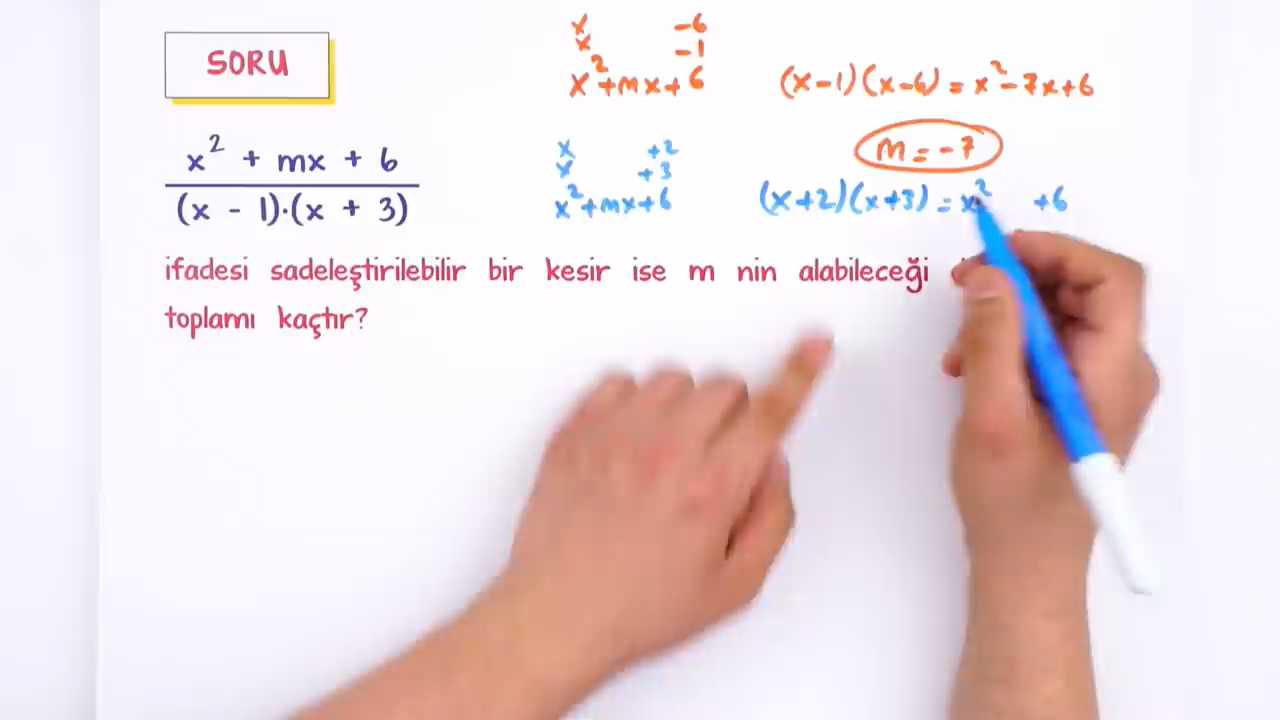 SORU
x² + mx + 6
(x - 1)·(x + 3)
ifadesi sadeleştirilebilir bir kesir ise m nin alabileceği
toplamı kaçtır?
x -6
x -1
x²+mx+6
(x-1)(x-6) = x²-7x+6
m = -7
x +2
x +3
x²+mx+6
(x+2)(x+3) = x² +6